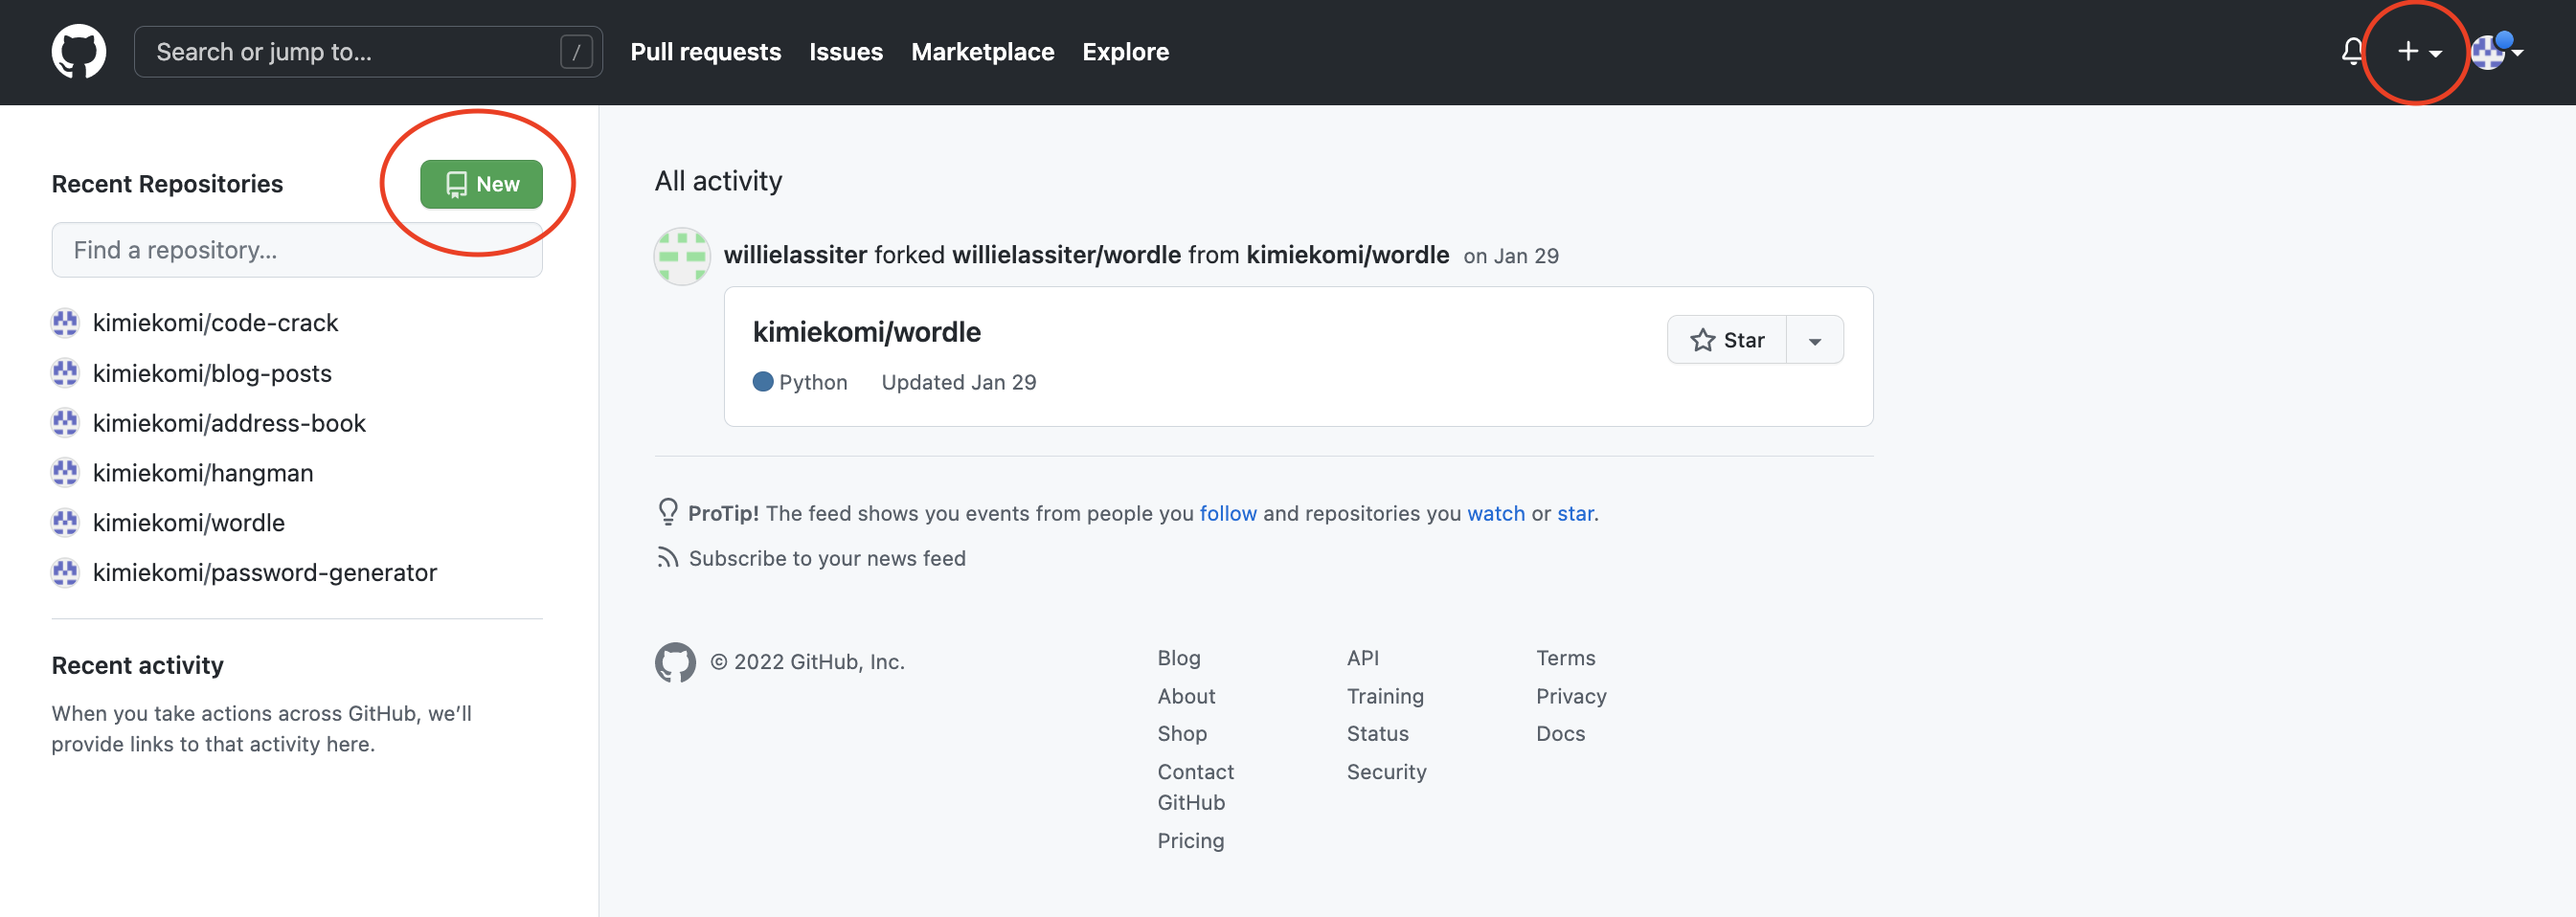 Search or jump to... /
Pull requests Issues Marketplace Explore
Recent Repositories
New
Find a repository...
kimiekomi/code-crack
kimiekomi/blog-posts
kimiekomi/address-book
kimiekomi/hangman
kimiekomi/wordle
kimiekomi/password-generator
Recent activity
When you take actions across GitHub, we’ll
provide links to that activity here.
All activity
willielassiter forked willielassiter/wordle from kimiekomi/wordle on Jan 29
kimiekomi/wordle
Star
Python Updated Jan 29
ProTip! The feed shows you events from people you follow and repositories you watch or star.
Subscribe to your news feed
© 2022 GitHub, Inc.
Blog
About
Shop
Contact
GitHub
Pricing
API
Training
Status
Security
Terms
Privacy
Docs